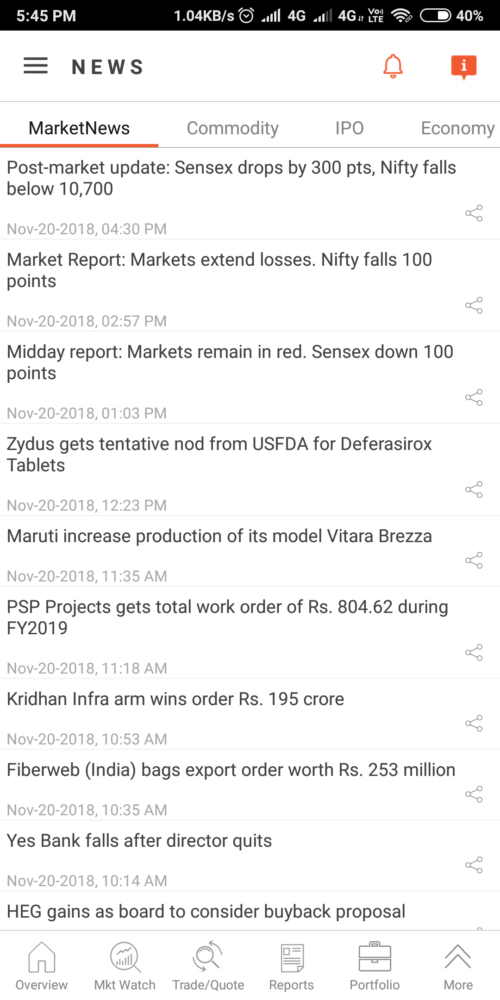 5:45 PM 1.04KB/s 4G 4G VoLTE 40%
NEWS
MarketNews Commodity IPO Economy
Post-market update: Sensex drops by 300 pts, Nifty falls
below 10,700
Nov-20-2018, 04:30 PM
Market Report: Markets extend losses. Nifty falls 100
points
Nov-20-2018, 02:57 PM
Midday report: Markets remain in red. Sensex down 100
points
Nov-20-2018, 01:03 PM
Zydus gets tentative nod from USFDA for Deferasirox
Tablets
Nov-20-2018, 12:23 PM
Maruti increase production of its model Vitara Brezza
Nov-20-2018, 11:35 AM
PSP Projects gets total work order of Rs. 804.62 during
FY2019
Nov-20-2018, 11:18 AM
Kridhan Infra arm wins order Rs. 195 crore
Nov-20-2018, 10:53 AM
Fiberweb (India) bags export order worth Rs. 253 million
Nov-20-2018, 10:35 AM
Yes Bank falls after director quits
Nov-20-2018, 10:14 AM
HEG gains as board to consider buyback proposal
Overview Mkt Watch Trade/Quote Reports Portfolio More